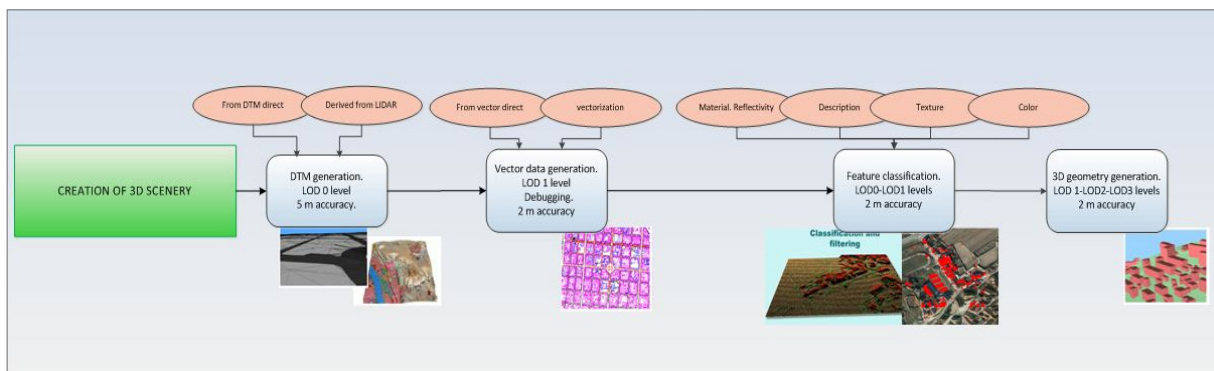 From DTM direct
Derived from LIDAR
From vector direct
vectorization
Material. Reflectivity
Description
Texture
Color
CREATION OF 3D SCENERY
DTM generation.
LOD 0 level
5 m accuracy.
Vector data generation.
LOD 1 level
Debugging.
2 m accuracy
Feature classification.
LOD0-LOD1 levels
2 m accuracy
3D geometry generation.
LOD 1-LOD2-LOD3 levels
2 m accuracy
Classification and
filtering